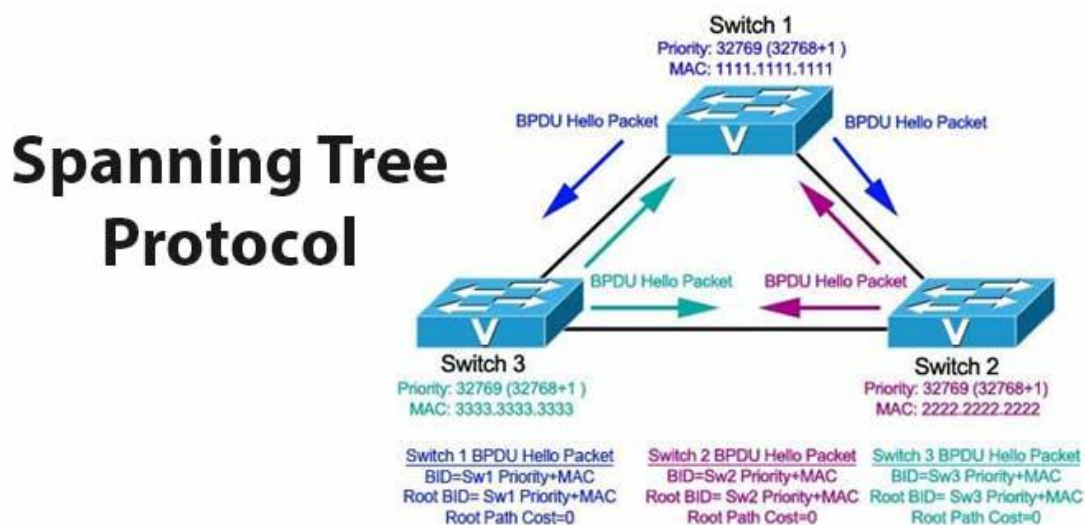 Spanning Tree
Protocol
Switch 1
Priority: 32769 (32768+1 )
MAC: 1111.1111.1111
BPDU Hello Packet
BPDU Hello Packet
V
BPDU Hello Packet
BPDU Hello Packet
V
V
Switch 3
Priority: 32769 (32768+1 )
MAC: 3333.3333.3333
Switch 2
Priority: 32769 (32768+1)
MAC: 2222.2222.2222
Switch 1 BPDU Hello Packet
BID=Sw1 Priority+MAC
Root BID= Sw1 Priority+MAC
Root Path Cost=0
Switch 2 BPDU Hello Packet
BID=Sw2 Priority+MAC
Root BID= Sw2 Priority+MAC
Root Path Cost=0
Switch 3 BPDU Hello Packet
BID=Sw3 Priority+MAC
Root BID= Sw3 Priority+MAC
Root Path Cost=0